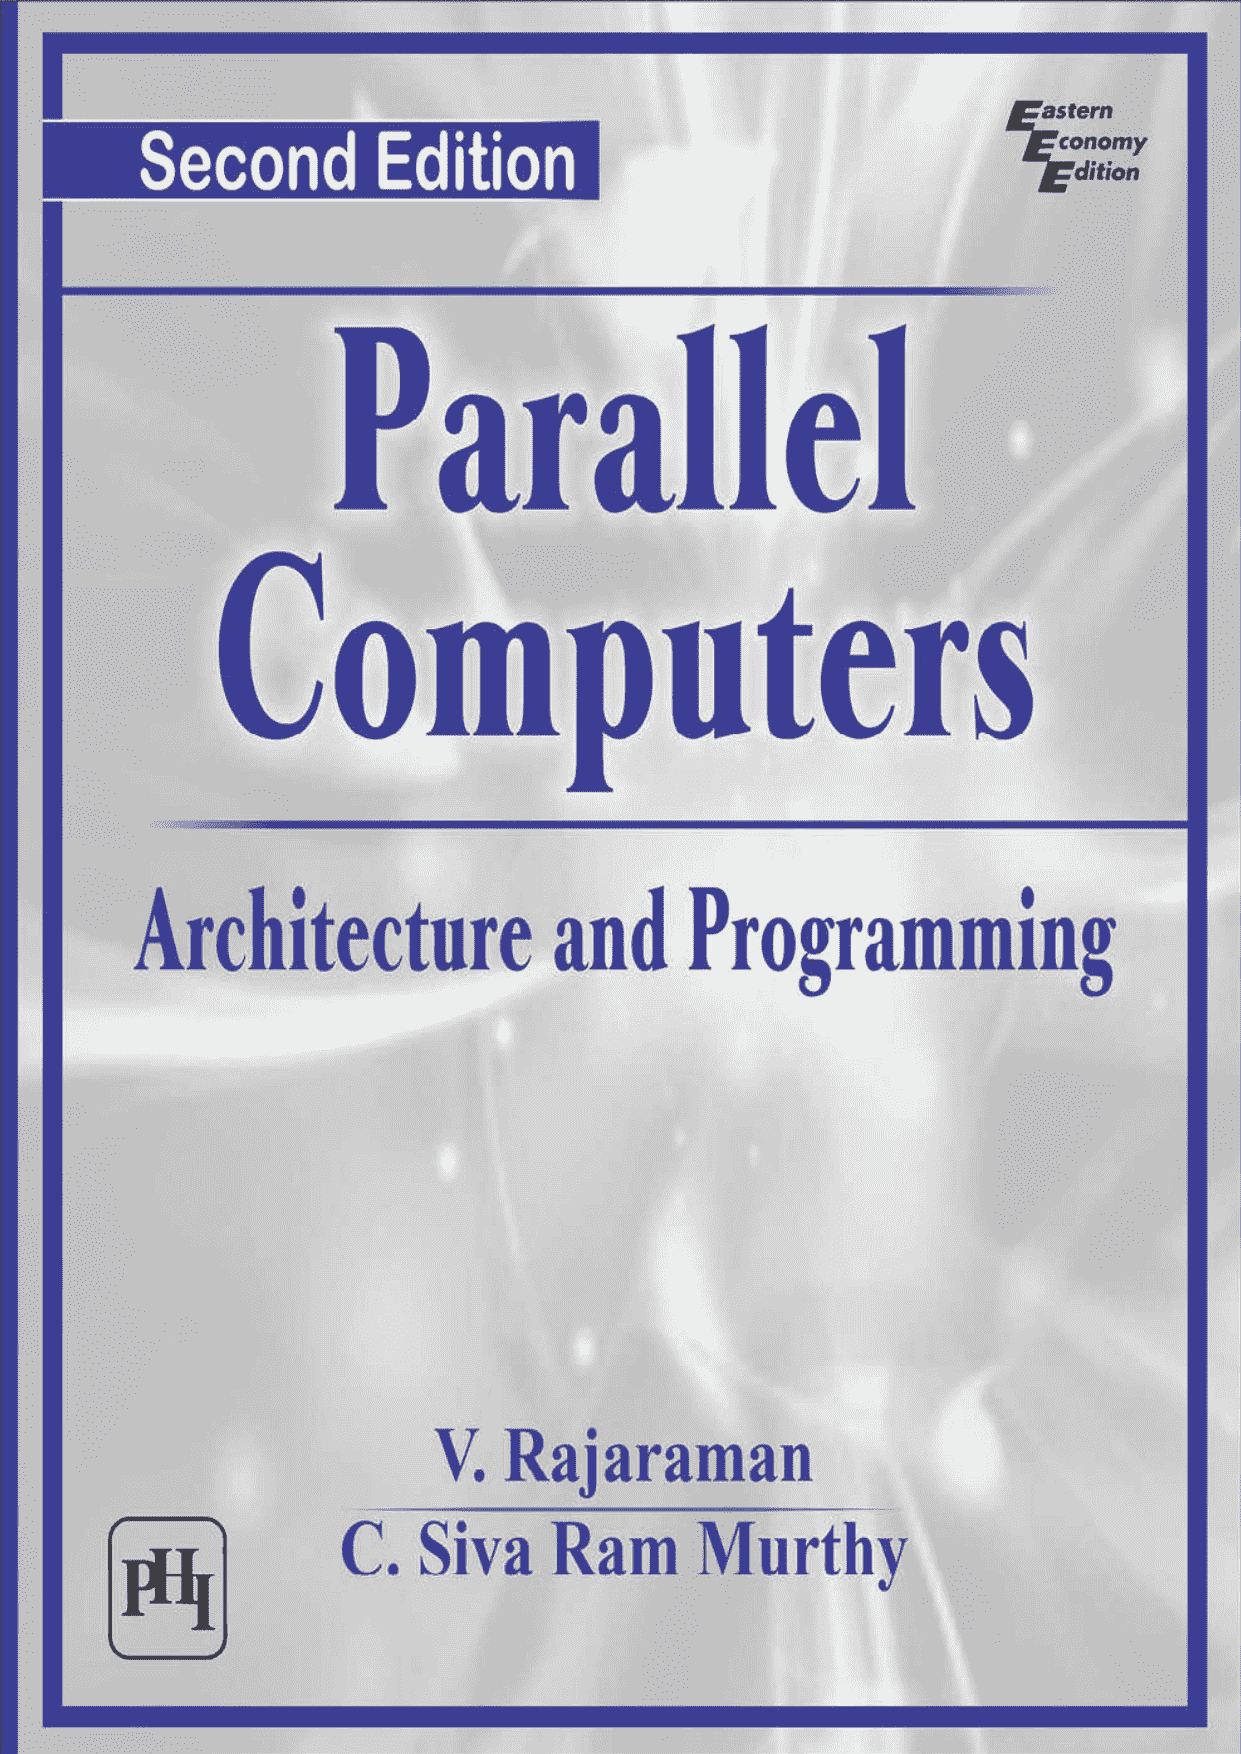 Second Edition
Eastern
Economy
Edition
Parallel
Computers
Architecture and Programming
V. Rajaraman
C. Siva Ram Murthy
PHI